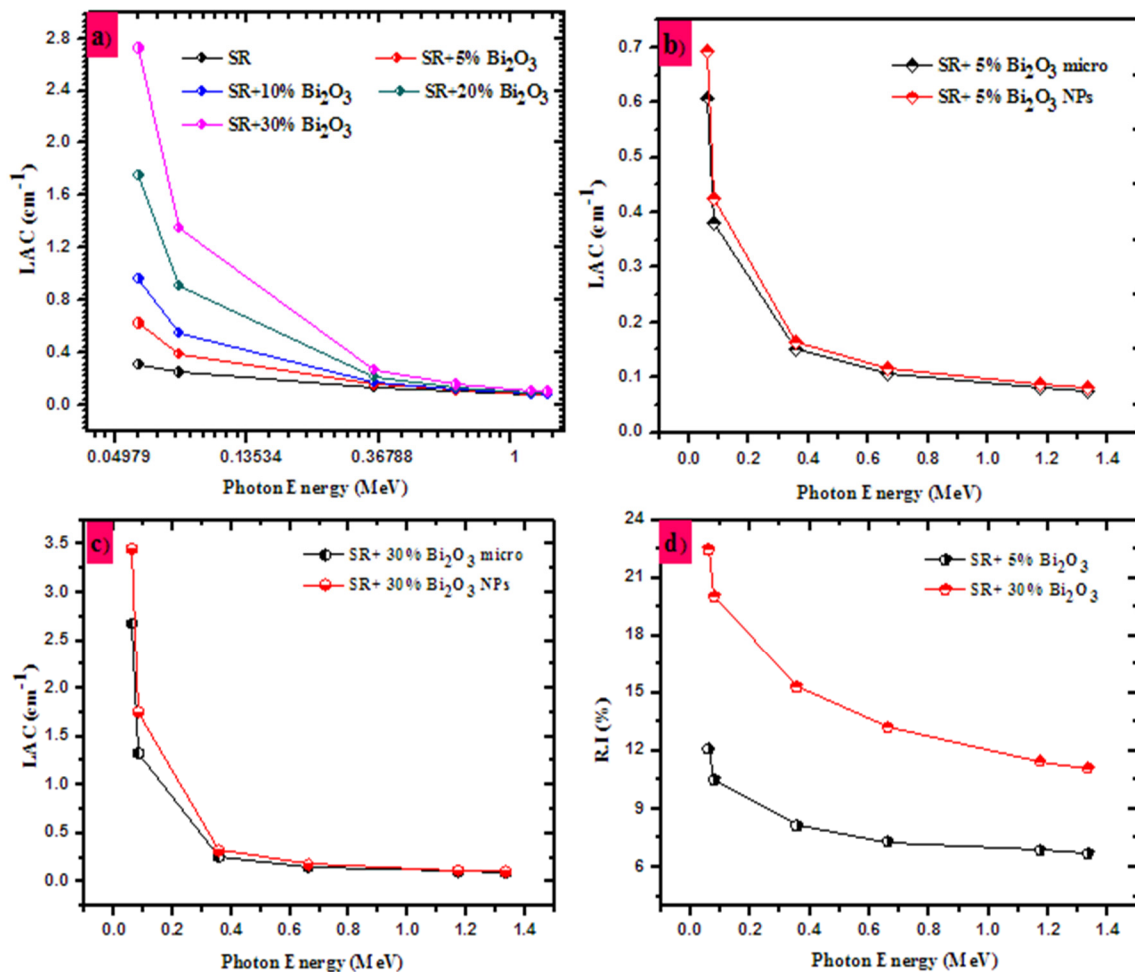 a)
SR
SR+5% Bi₂O₃
SR+10% Bi₂O₃
SR+20% Bi₂O₃
SR+30% Bi₂O₃
2.8
2.4
2.0
1.6
1.2
0.8
0.4
0.0
LAC (cm⁻¹)
0.04979 0.13534 0.36788 1
Photon Energy (MeV)
b)
SR+ 5% Bi₂O₃ micro
SR+ 5% Bi₂O₃ NPs
0.7
0.6
0.5
0.4
0.3
0.2
0.1
0.0
LAC (cm⁻¹)
0.0 0.2 0.4 0.6 0.8 1.0 1.2 1.4
Photon Energy (MeV)
c)
SR+ 30% Bi₂O₃ micro
SR+ 30% Bi₂O₃ NPs
3.5
3.0
2.5
2.0
1.5
1.0
0.5
0.0
LAC (cm⁻¹)
0.0 0.2 0.4 0.6 0.8 1.0 1.2 1.4
Photon Energy (MeV)
d)
SR+ 5% Bi₂O₃
SR+ 30% Bi₂O₃
24
21
18
15
12
9
6
R.I (%)
0.0 0.2 0.4 0.6 0.8 1.0 1.2 1.4
Photon Energy (MeV)